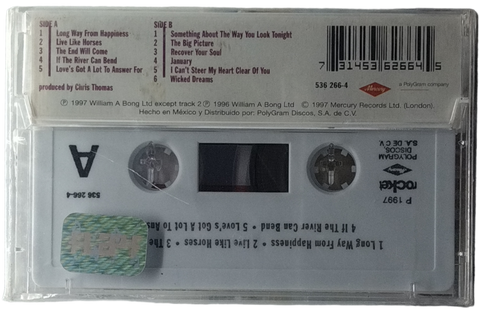 SIDE A
1 Long Way From Happiness
2 Live Like Horses
3 The End Will Come
4 If The River Can Bend
5 Love's Got A Lot To Answer For
produced by Chris Thomas
SIDE B
1 Something About The Way You Look Tonight
2 The Big Picture
3 Recover Your Soul
4 January
5 I Can't Steer My Heart Clear Of You
6 Wicked Dreams
7 31453 62664 5
536 266-4
Mercury
a PolyGram company
℗ 1997 William A Bong Ltd except track 2 ℗ 1996 William A Bong Ltd. © 1997 Mercury Records Ltd. (London).
Hecho en México y Distribuido por: PolyGram Discos, S.A. de C.V.
P 1997
rocket
POLYGRAM
DISCOS,
S.A. DE C.V.
A
536 266-4
1 Long Way From Happiness • 2 Live Like Horses • 3 The
4 If The River Can Bend • 5 Love's Got A Lot To Ans